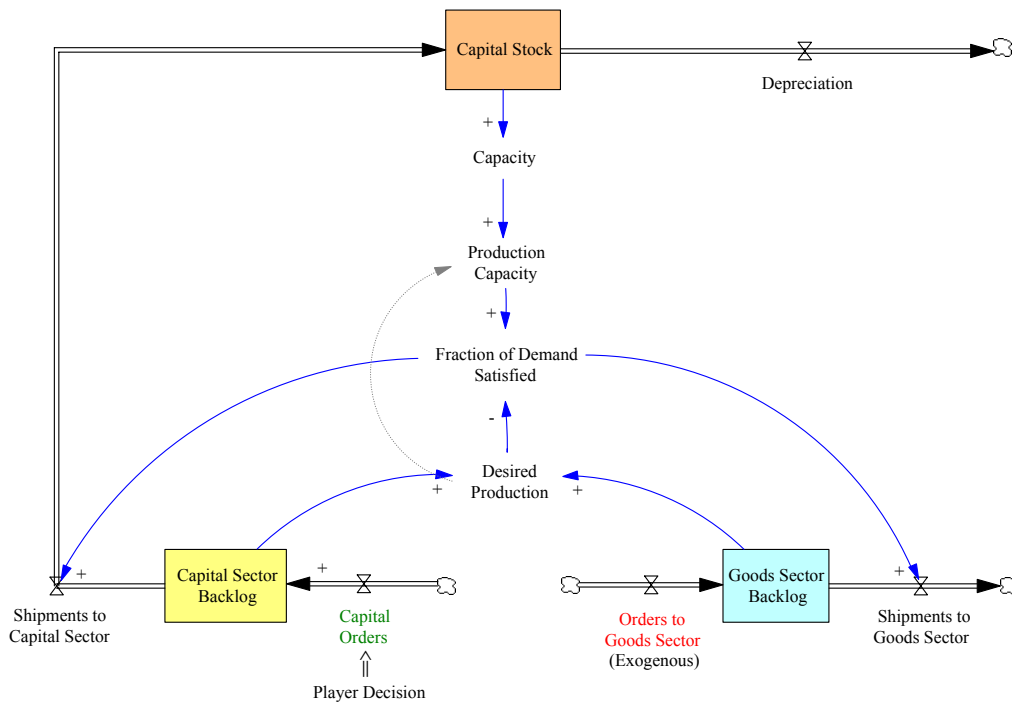 Capital Stock
Depreciation
+
Capacity
+
Production
Capacity
+
Fraction of Demand
Satisfied
-
Desired
Production
+
+
+
Capital Sector
Backlog
+
Goods Sector
Backlog
+
Shipments to
Capital Sector
Capital
Orders
Orders to
Goods Sector
(Exogenous)
Shipments to
Goods Sector
Player Decision